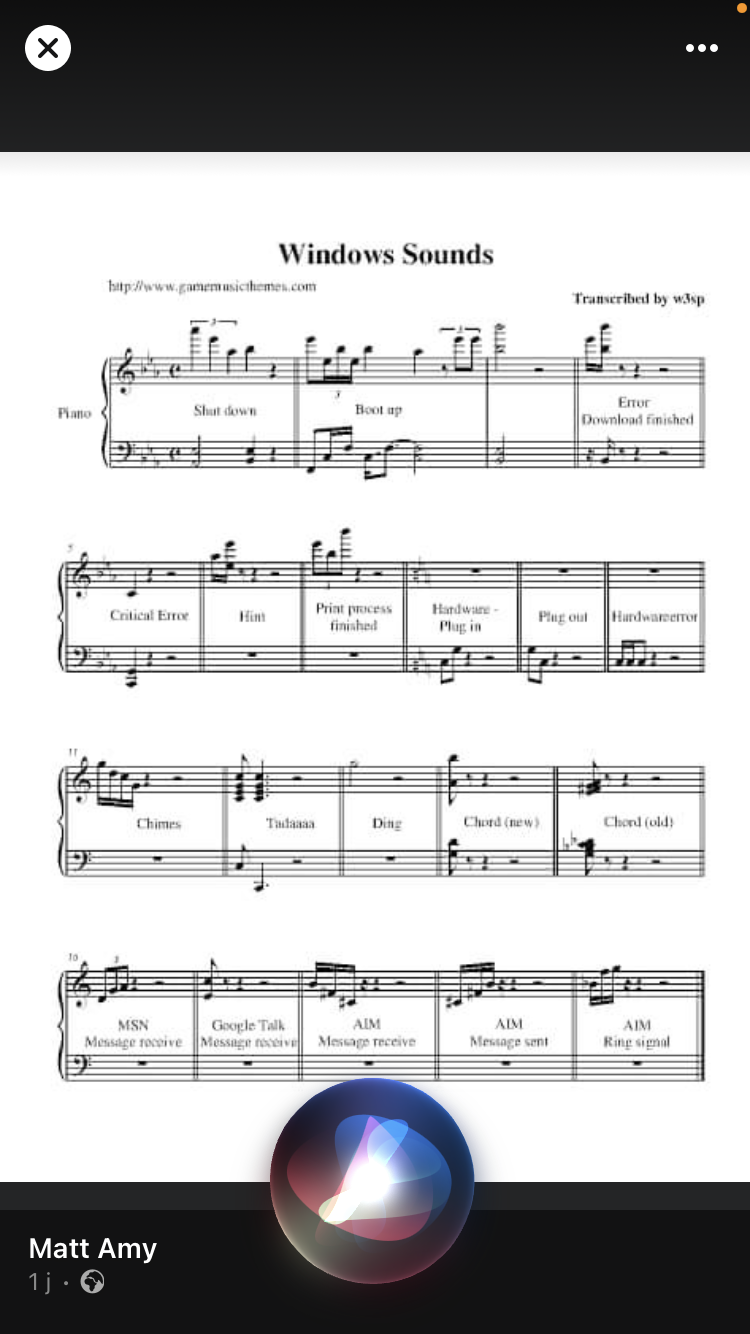 Windows Sounds
http://www.gamemusicthemes.com
Transcribed by w3sp
3
3
Piano
Shut down
Boot up
3
Error
Download finished
5
Critical Error
Hint
Print process
finished
3
Hardware -
Plug in
Plug out
Hardwareerror
11
Chimes
Tadaaaa
Ding
Chord (new)
Chord (old)
16
3
MSN
Message receive
Google Talk
Message receive
AIM
Message receive
AIM
Message sent
AIM
Ring signal
Matt Amy
1 j ·